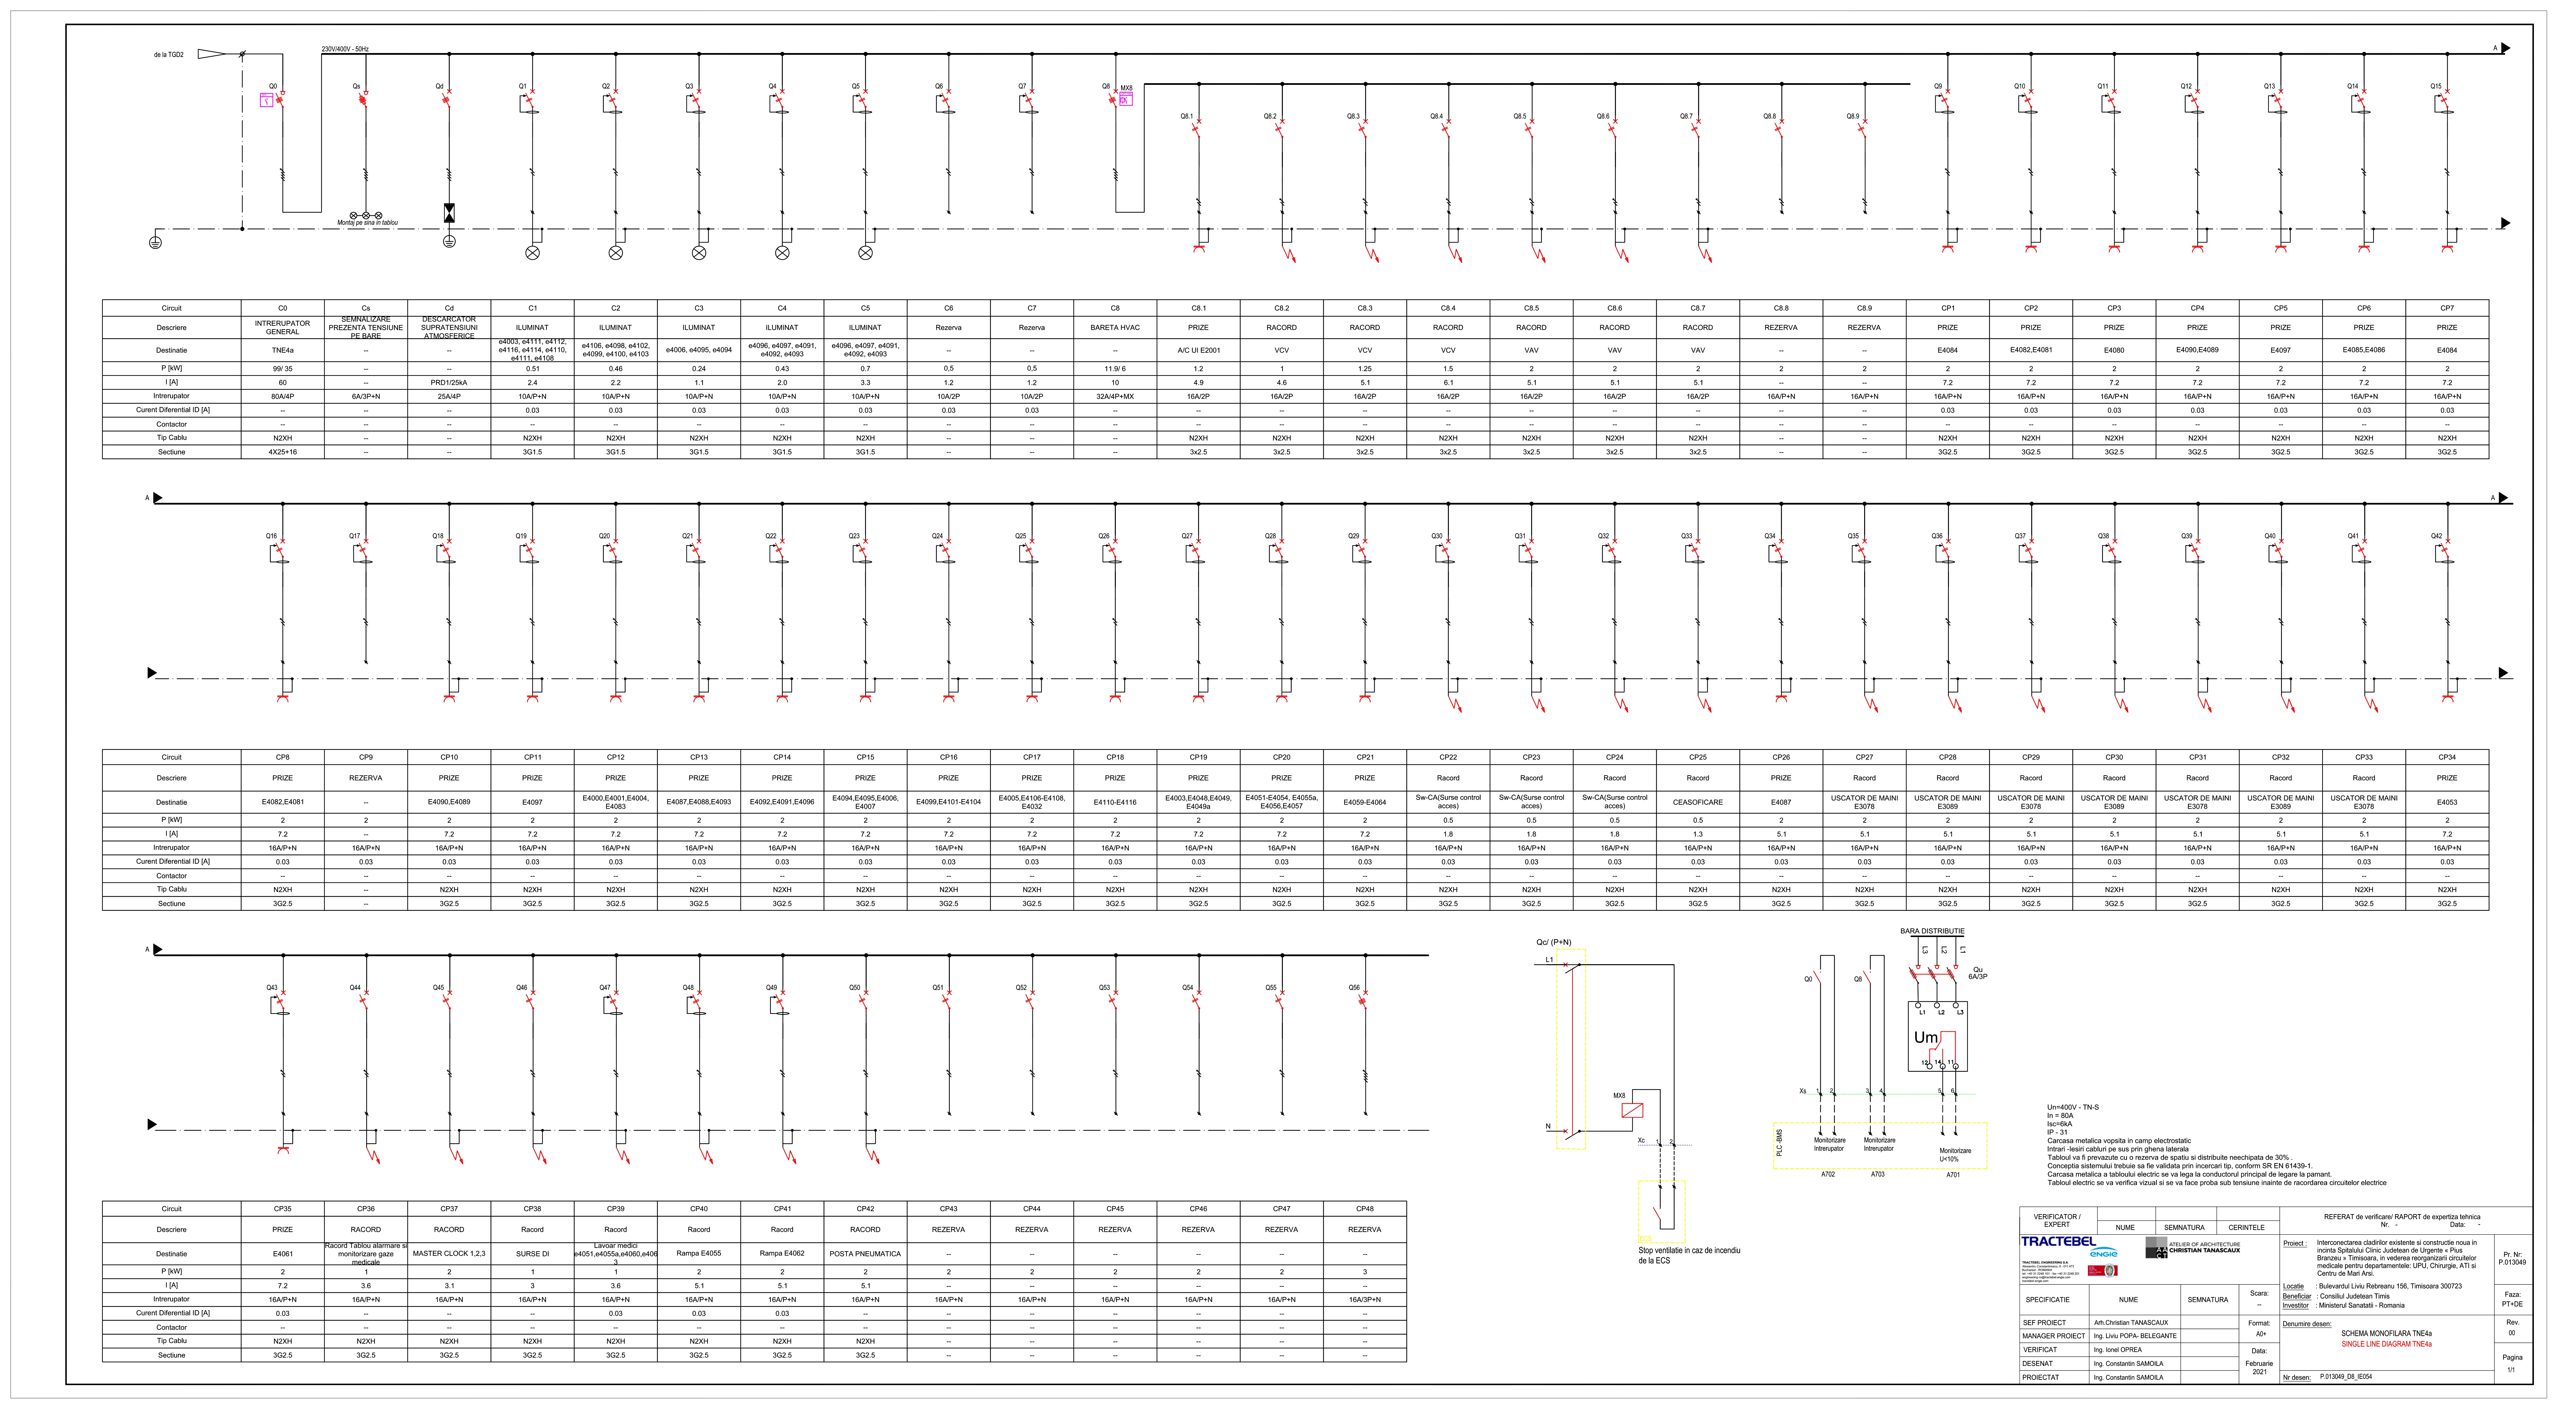 de la TGD2
230V/400V - 50Hz
A
Q0 Qs Qd Q1 Q2 Q3 Q4 Q5 Q6 Q7 Q8 MX8 Q9 Q10 Q11 Q12 Q13 Q14 Q15
Q8.1 Q8.2 Q8.3 Q8.4 Q8.5 Q8.6 Q8.7 Q8.8 Q8.9
Montaj pe sina in tablou
Circuit C0 Cs Cd C1 C2 C3 C4 C5 C6 C7 C8 C8.1 C8.2 C8.3 C8.4 C8.5 C8.6 C8.7 C8.8 C8.9 CP1 CP2 CP3 CP4 CP5 CP6 CP7
Descriere INTRERUPATOR GENERAL SEMNALIZARE PREZENTA TENSIUNE PE BARE DESCARCATOR SUPRATENSIUNI ATMOSFERICE ILUMINAT ILUMINAT ILUMINAT ILUMINAT ILUMINAT Rezerva Rezerva BARETA HVAC PRIZE RACORD RACORD RACORD RACORD RACORD RACORD REZERVA REZERVA PRIZE PRIZE PRIZE PRIZE PRIZE PRIZE PRIZE
Destinatie TNE4a -- -- e4003, e4111, e4112, e4116, e4114, e4110, e4111, e4108 e4106, e4098, e4102, e4099, e4100, e4103 e4006, e4095, e4094 e4096, e4097, e4091, e4092, e4093 e4096, e4097, e4091, e4092, e4093 -- -- -- A/C UI E2001 VCV VCV VCV VAV VAV VAV -- -- E4084 E4082,E4081 E4080 E4090,E4089 E4097 E4085,E4086 E4084
P [kW] 99/ 35 -- -- 0.51 0.46 0.24 0.43 0.7 0,5 0,5 11.9/ 6 1.2 1 1.25 1.5 2 2 2 2 2 2 2 2 2 2 2 2
I [A] 60 -- PRD1/25kA 2.4 2.2 1.1 2.0 3.3 1.2 1.2 10 4.9 4.6 5.1 6.1 5.1 5.1 5.1 -- -- 7.2 7.2 7.2 7.2 7.2 7.2 7.2
Intrerupator 80A/4P 6A/3P+N 25A/4P 10A/P+N 10A/P+N 10A/P+N 10A/P+N 10A/P+N 10A/2P 10A/2P 32A/4P+MX 16A/2P 16A/2P 16A/2P 16A/2P 16A/2P 16A/2P 16A/2P 16A/P+N 16A/P+N 16A/P+N 16A/P+N 16A/P+N 16A/P+N 16A/P+N 16A/P+N 16A/P+N
Curent Diferential ID [A] -- -- -- 0.03 0.03 0.03 0.03 0.03 0.03 0.03 -- -- -- -- -- -- -- -- -- -- 0.03 0.03 0.03 0.03 0.03 0.03 0.03
Contactor -- -- -- -- -- -- -- -- -- -- -- -- -- -- -- -- -- -- -- -- -- -- -- -- -- -- --
Tip Cablu N2XH -- -- N2XH N2XH N2XH N2XH N2XH -- -- -- N2XH N2XH N2XH N2XH N2XH N2XH N2XH -- -- N2XH N2XH N2XH N2XH N2XH N2XH N2XH
Sectiune 4X25+16 -- -- 3G1.5 3G1.5 3G1.5 3G1.5 3G1.5 -- -- -- 3x2.5 3x2.5 3x2.5 3x2.5 3x2.5 3x2.5 3x2.5 -- -- 3G2.5 3G2.5 3G2.5 3G2.5 3G2.5 3G2.5 3G2.5
A A
Q16 Q17 Q18 Q19 Q20 Q21 Q22 Q23 Q24 Q25 Q26 Q27 Q28 Q29 Q30 Q31 Q32 Q33 Q34 Q35 Q36 Q37 Q38 Q39 Q40 Q41 Q42
Circuit CP8 CP9 CP10 CP11 CP12 CP13 CP14 CP15 CP16 CP17 CP18 CP19 CP20 CP21 CP22 CP23 CP24 CP25 CP26 CP27 CP28 CP29 CP30 CP31 CP32 CP33 CP34
Descriere PRIZE REZERVA PRIZE PRIZE PRIZE PRIZE PRIZE PRIZE PRIZE PRIZE PRIZE PRIZE PRIZE PRIZE Racord Racord Racord Racord PRIZE Racord Racord Racord Racord Racord Racord Racord PRIZE
Destinatie E4082,E4081 -- E4090,E4089 E4097 E4000,E4001,E4004, E4083 E4087,E4088,E4093 E4092,E4091,E4096 E4094,E4095,E4006, E4007 E4099,E4101-E4104 E4005,E4106-E4108, E4032 E4110-E4116 E4003,E4048,E4049, E4049a E4051-E4054, E4055a, E4056,E4057 E4059-E4064 Sw-CA(Surse control acces) Sw-CA(Surse control acces) Sw-CA(Surse control acces) CEASOFICARE E4087 USCATOR DE MAINI E3078 USCATOR DE MAINI E3089 USCATOR DE MAINI E3078 USCATOR DE MAINI E3089 USCATOR DE MAINI E3078 USCATOR DE MAINI E3089 USCATOR DE MAINI E3078 E4053
P [kW] 2 2 2 2 2 2 2 2 2 2 2 2 2 2 0.5 0.5 0.5 0.5 2 2 2 2 2 2 2 2 2
I [A] 7.2 -- 7.2 7.2 7.2 7.2 7.2 7.2 7.2 7.2 7.2 7.2 7.2 7.2 1.8 1.8 1.8 1.3 5.1 5.1 5.1 5.1 5.1 5.1 5.1 5.1 7.2
Intrerupator 16A/P+N 16A/P+N 16A/P+N 16A/P+N 16A/P+N 16A/P+N 16A/P+N 16A/P+N 16A/P+N 16A/P+N 16A/P+N 16A/P+N 16A/P+N 16A/P+N 16A/P+N 16A/P+N 16A/P+N 16A/P+N 16A/P+N 16A/P+N 16A/P+N 16A/P+N 16A/P+N 16A/P+N 16A/P+N 16A/P+N 16A/P+N
Curent Diferential ID [A] 0.03 0.03 0.03 0.03 0.03 0.03 0.03 0.03 0.03 0.03 0.03 0.03 0.03 0.03 0.03 0.03 0.03 0.03 0.03 0.03 0.03 0.03 0.03 0.03 0.03 0.03 0.03
Contactor -- -- -- -- -- -- -- -- -- -- -- -- -- -- -- -- -- -- -- -- -- -- -- -- -- -- --
Tip Cablu N2XH -- N2XH N2XH N2XH N2XH N2XH N2XH N2XH N2XH N2XH N2XH N2XH N2XH N2XH N2XH N2XH N2XH N2XH N2XH N2XH N2XH N2XH N2XH N2XH N2XH N2XH
Sectiune 3G2.5 -- 3G2.5 3G2.5 3G2.5 3G2.5 3G2.5 3G2.5 3G2.5 3G2.5 3G2.5 3G2.5 3G2.5 3G2.5 3G2.5 3G2.5 3G2.5 3G2.5 3G2.5 3G2.5 3G2.5 3G2.5 3G2.5 3G2.5 3G2.5 3G2.5 3G2.5
A
Q43 Q44 Q45 Q46 Q47 Q48 Q49 Q50 Q51 Q52 Q53 Q54 Q55 Q56
Circuit CP35 CP36 CP37 CP38 CP39 CP40 CP41 CP42 CP43 CP44 CP45 CP46 CP47 CP48
Descriere PRIZE RACORD RACORD Racord Racord Racord Racord RACORD REZERVA REZERVA REZERVA REZERVA REZERVA REZERVA
Destinatie E4061 Racord Tablou alarmare si monitorizare gaze medicale MASTER CLOCK 1,2,3 SURSE DI Lavoar medici e4051,e4055a,e4060,e406 3 Rampa E4055 Rampa E4062 POSTA PNEUMATICA -- -- -- -- -- --
P [kW] 2 1 2 1 1 2 2 2 2 2 2 2 2 3
I [A] 7.2 3.6 3.1 3 3.6 5.1 5.1 5.1 -- -- -- -- -- --
Intrerupator 16A/P+N 16A/P+N 16A/P+N 16A/P+N 16A/P+N 16A/P+N 16A/P+N 16A/P+N 16A/P+N 16A/P+N 16A/P+N 16A/P+N 16A/P+N 16A/3P+N
Curent Diferential ID [A] 0.03 -- -- -- 0.03 0.03 0.03 -- -- -- -- -- -- --
Contactor -- -- -- -- -- -- -- -- -- -- -- -- -- --
Tip Cablu N2XH N2XH N2XH N2XH N2XH N2XH N2XH N2XH -- -- -- -- -- --
Sectiune 3G2.5 3G2.5 3G2.5 3G2.5 3G2.5 3G2.5 3G2.5 3G2.5 -- -- -- -- -- --
Qc/ (P+N)
L1
N
MX8
Xc 1 2
ECS
Stop ventilatie in caz de incendiu
de la ECS
BARA DISTRIBUTIE
L3 L2 L1
Q0 Q8
Qu
6A/3P
L1 L2 L3
Um
12 14 11
Xs 1 2 3 4 5 6
PLC -BMS
Monitorizare
Intrerupator
Monitorizare
Intrerupator
Monitorizare
U<10%
A702 A703 A701
Un=400V - TN-S
In = 80A
Isc=6kA
IP - 31
Carcasa metalica vopsita in camp electrostatic
Intrari -Iesiri cabluri pe sus prin ghena laterala
Tabloul va fi prevazute cu o rezerva de spatiu si distribuite neechipata de 30% .
Conceptia sistemului trebuie sa fie validata prin incercari tip, conform SR EN 61439-1.
Carcasa metalica a tabloului electric se va lega la conductorul principal de legare la pamant.
Tabloul electric se va verifica vizual si se va face proba sub tensiune inainte de racordarea circuitelor electrice
VERIFICATOR /
EXPERT
NUME SEMNATURA CERINTELE
REFERAT de verificare/ RAPORT de expertiza tehnica
Nr. - Data: -
TRACTEBEL
ENGIE
ATELIER OF ARCHITECTURE
CHRISTIAN TANASCAUX
TRACTEBEL ENGINEERING S.A.
Proiect : Interconectarea cladirilor existente si constructie noua in
incinta Spitalului Clinic Judetean de Urgente « Pius
Branzeu » Timisoara, in vederea reorganizarii circuitelor
medicale pentru departamentele: UPU, Chirurgie, ATI si
Centru de Mari Arsi.
Pr. Nr:
P.013049
Locatie : Bulevardul Liviu Rebreanu 156, Timisoara 300723
Beneficiar : Consiliul Judetean Timis
Investitor : Ministerul Sanatatii - Romania
SPECIFICATIE NUME SEMNATURA
Scara:
--
Faza:
PT+DE
SEF PROIECT Arh.Christian TANASCAUX
MANAGER PROIECT Ing. Liviu POPA- BELEGANTE
VERIFICAT Ing. Ionel OPREA
DESENAT Ing. Constantin SAMOILA
PROIECTAT Ing. Constantin SAMOILA
Format:
A0+
Data:
Februarie
2021
Denumire desen:
SCHEMA MONOFILARA TNE4a
SINGLE LINE DIAGRAM TNE4a
Rev.
00
Pagina
1/1
Nr desen: P.013049_D8_IE054